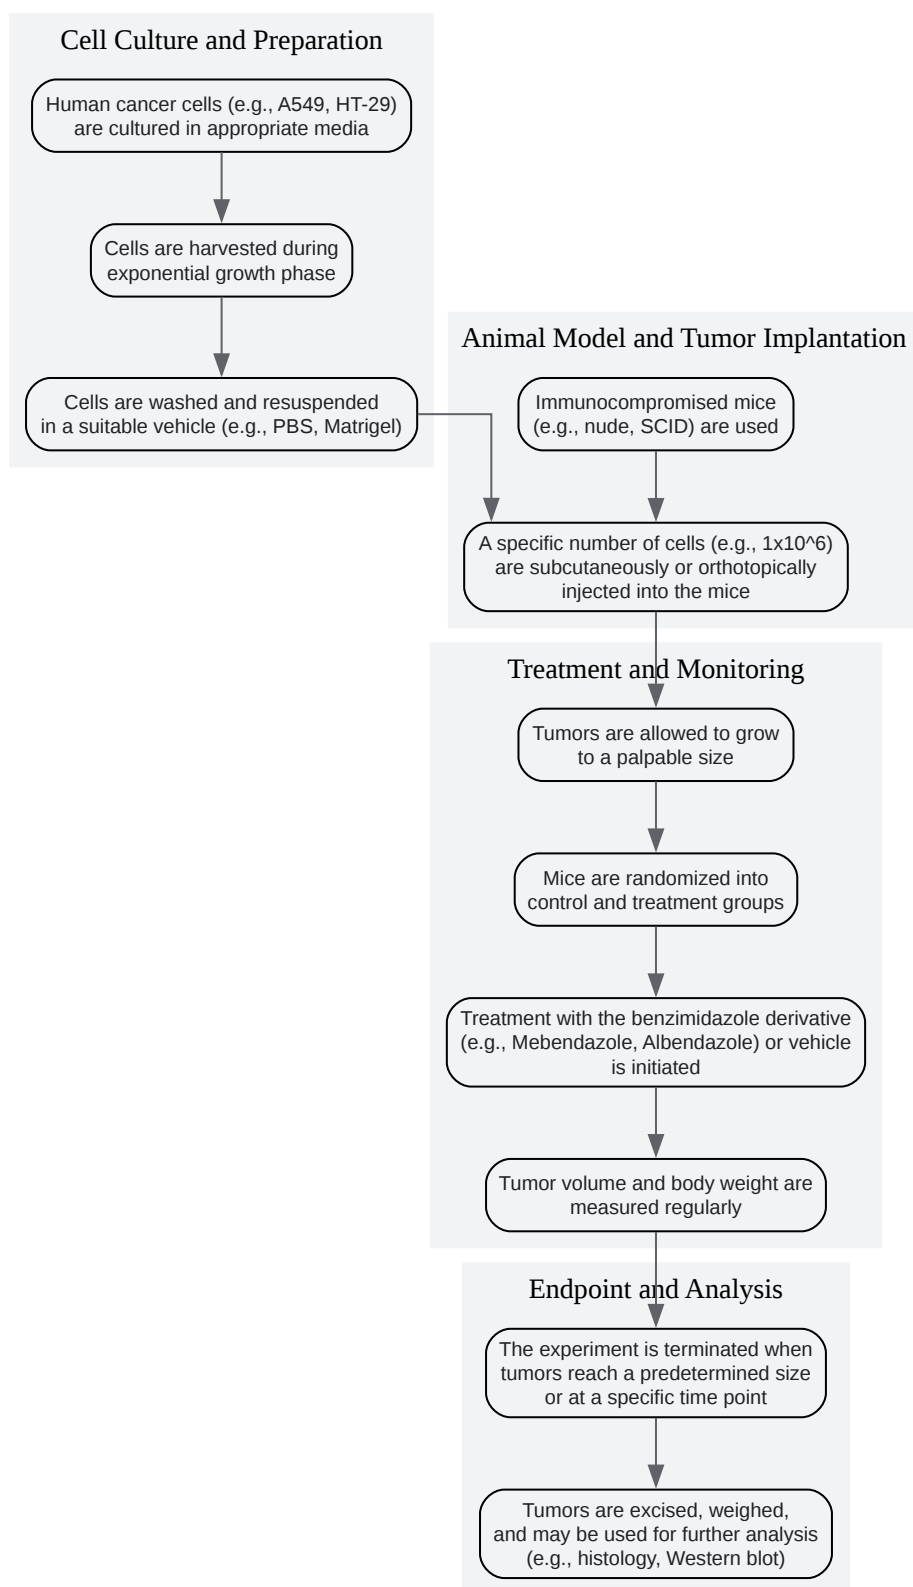 Cell Culture and Preparation
Human cancer cells (e.g., A549, HT-29)
are cultured in appropriate media
Cells are harvested during
exponential growth phase
Cells are washed and resuspended
in a suitable vehicle (e.g., PBS, Matrigel)
Animal Model and Tumor Implantation
Immunocompromised mice
(e.g., nude, SCID) are used
A specific number of cells (e.g., 1x10^6)
are subcutaneously or orthotopically
injected into the mice
Treatment and Monitoring
Tumors are allowed to grow
to a palpable size
Mice are randomized into
control and treatment groups
Treatment with the benzimidazole derivative
(e.g., Mebendazole, Albendazole) or vehicle
is initiated
Tumor volume and body weight are
measured regularly
Endpoint and Analysis
The experiment is terminated when
tumors reach a predetermined size
or at a specific time point
Tumors are excised, weighed,
and may be used for further analysis
(e.g., histology, Western blot)